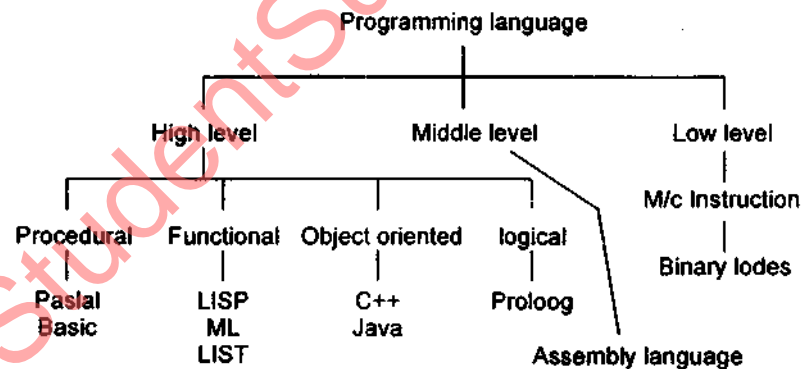 Programming language
High level Middle level Low level
M/c Instruction
Procedural Functional Object oriented logical
Binary lodes
Paslal LISP C++ Proloog
Basic ML Java
LIST Assembly language